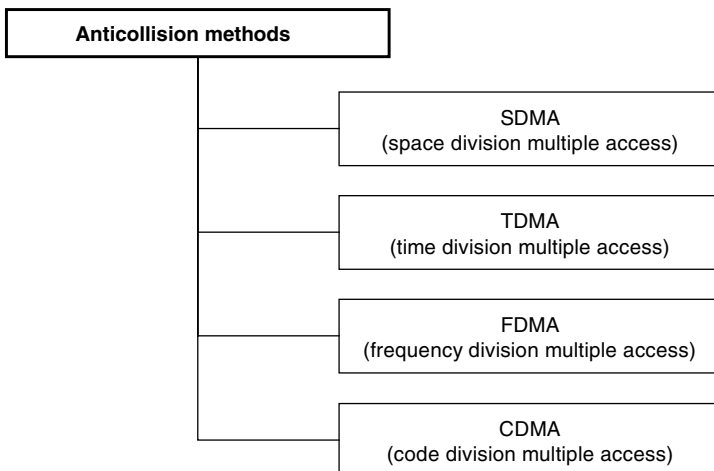 Anticollision methods
SDMA
(space division multiple access)
TDMA
(time division multiple access)
FDMA
(frequency division multiple access)
CDMA
(code division multiple access)